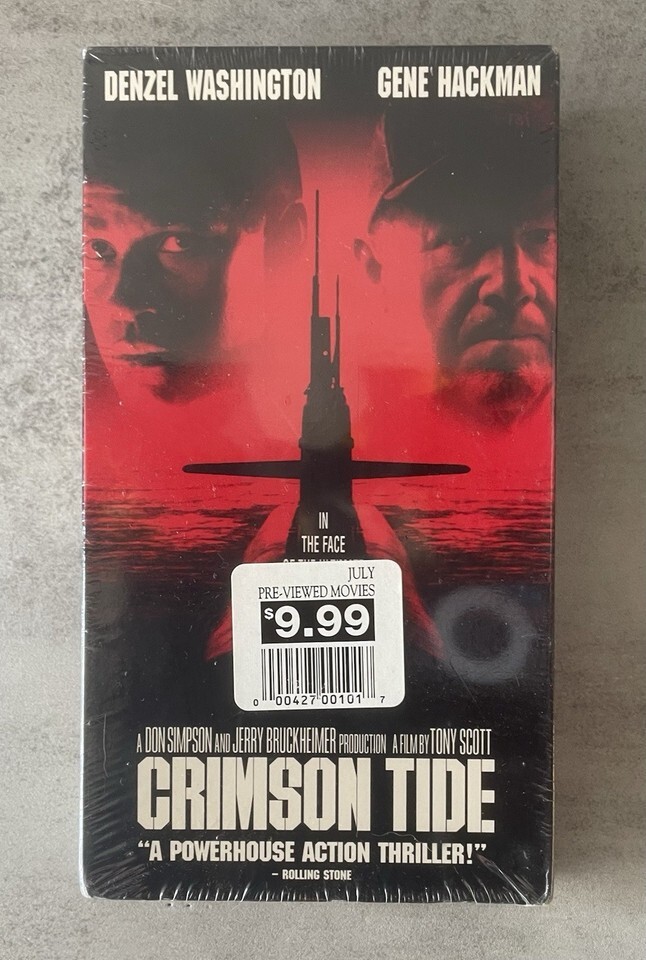 DENZEL WASHINGTON GENE HACKMAN
IN
THE FACE
JULY
PRE-VIEWED MOVIES
$9.99
0 00427 00101 7
A DON SIMPSON AND JERRY BRUCKHEIMER PRODUCTION A FILM BY TONY SCOTT
CRIMSON TIDE
"A POWERHOUSE ACTION THRILLER!"
– ROLLING STONE